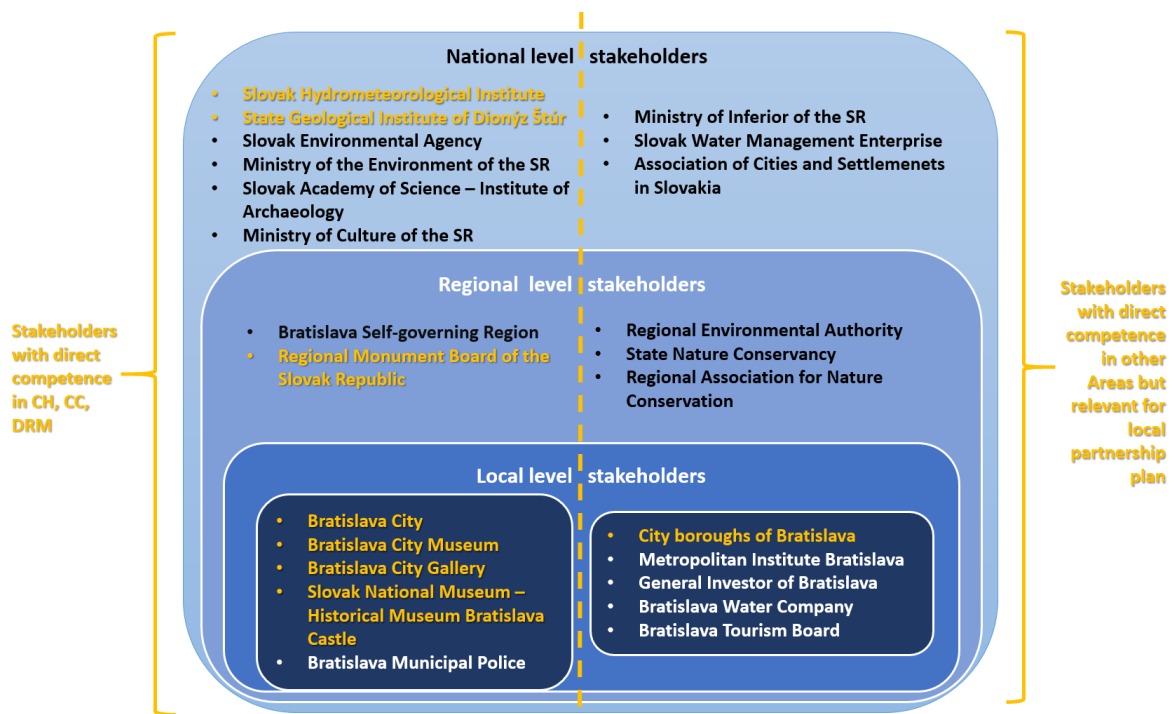 National level stakeholders
• Slovak Hydrometeorological Institute
• State Geological Institute of Dionýz Štúr
• Slovak Environmental Agency
• Ministry of the Environment of the SR
• Slovak Academy of Science – Institute of
Archaeology
• Ministry of Culture of the SR
• Ministry of Inferior of the SR
• Slovak Water Management Enterprise
• Association of Cities and Settlemenets
in Slovakia
Regional level stakeholders
• Bratislava Self-governing Region
• Regional Monument Board of the
Slovak Republic
• Regional Environmental Authority
• State Nature Conservancy
• Regional Association for Nature
Conservation
Stakeholders
with direct
competence
in CH, CC,
DRM
Stakeholders
with direct
competence
in other
Areas but
relevant for
local
partnership
plan
Local level stakeholders
• Bratislava City
• Bratislava City Museum
• Bratislava City Gallery
• Slovak National Museum –
Historical Museum Bratislava
Castle
• Bratislava Municipal Police
• City boroughs of Bratislava
• Metropolitan Institute Bratislava
• General Investor of Bratislava
• Bratislava Water Company
• Bratislava Tourism Board